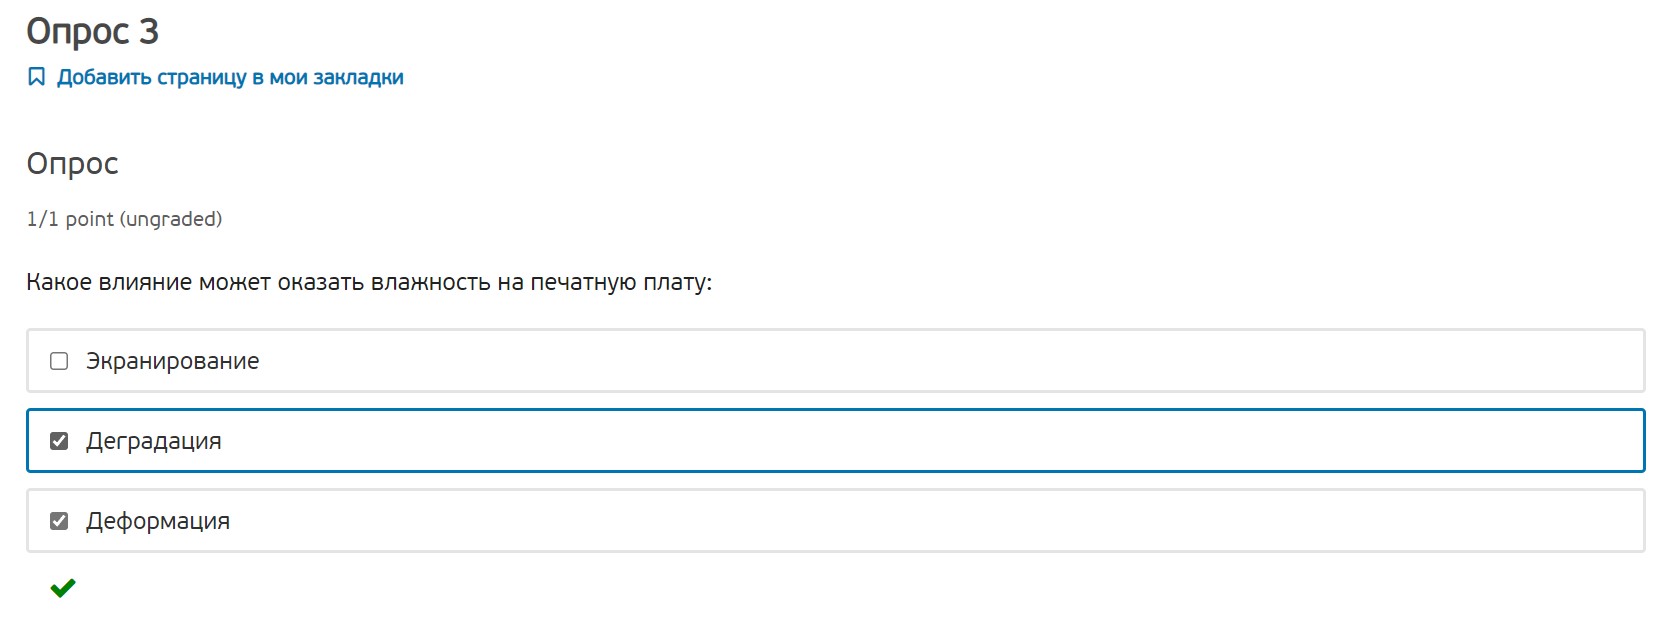 Опрос 3
Добавить страницу в мои закладки
Опрос
1/1 point (ungraded)
Какое влияние может оказать влажность на печатную плату:
Экранирование
Деградация
Деформация